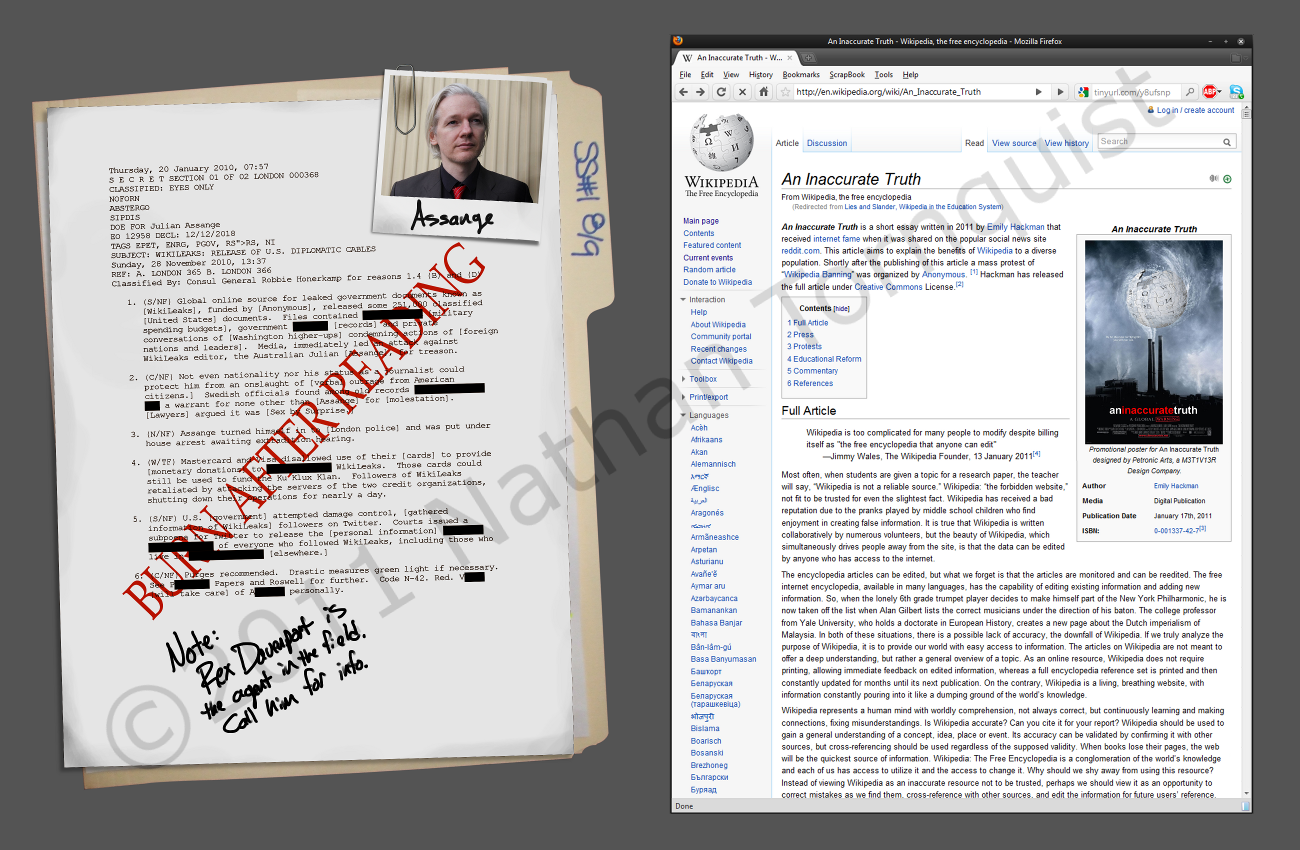 Thursday, 20 January 2010, 07:57
S E C R E T SECTION 01 OF 02 LONDON 000368
CLASSIFIED: EYES ONLY
NOFORN
ABSTERGO
SIPDIS
DOE FOR Julian Assange
EO 12958 DECL: 12/12/2018
TAGS EPET, ENRG, PGOV, RS">RS, NI
SUBJECT: WIKILEAKS: RELEASE OF U.S. DIPLOMATIC CABLES
Sunday, 28 November 2010, 13:37
REF: A. LONDON 365 B. LONDON 366
Classified By: Consul General Robbie Honerkamp for reasons 1.4 (B) and (D)
1. (S/NF) Global online source for leaked government documents known as
[WikiLeaks], funded by [Anonymous], released some 251,000 classified
[United States] documents. Files contained [military
spending budgets], government [records] and private
conversations of [Washington higher-ups] condemning actions of [foreign
nations and leaders]. Media, immediately led an attack against
WikiLeaks editor, the Australian Julian [Assange], for treason.
2. (C/NF) Not even nationality nor his status as a journalist could
protect him from an onslaught of [verbal outrage from American
citizens.] Swedish officials found among old records
a warrant for none other than [Assange] for [molestation].
[Lawyers] argued it was [Sex by Surprise.]
3. (N/NF) Assange turned himself in to [London police] and was put under
house arrest awaiting extradition hearing.
4. (W/TF) Mastercard and Visa disallowed use of their [cards] to provide
[monetary donations] to WikiLeaks. Those cards could
still be used to fund the Ku Klux Klan. Followers of WikiLeaks
retaliated by attacking the servers of the two credit organizations,
shutting down their operations for nearly a day.
5. (S/NF) U.S. [government] attempted damage control, [gathered
information of WikiLeaks] followers on Twitter. Courts issued a
subpoena for Twitter to release the [personal information]
of everyone who followed WikiLeaks, including those who
live in [elsewhere.]
6. (C/NF) Purges recommended. Drastic measures green light if necessary.
See P Papers and Roswell for further. Code N-42. Red. V
[will take care] of A personally.
BURN AFTER READING
Assange
SS#1 8/9
Note:
Rex Davenport is
the agent in the field.
Call him for info.
© 2011 Nathan Tornquist
An Inaccurate Truth - Wikipedia, the free encyclopedia - Mozilla Firefox
An Inaccurate Truth - W...
File Edit View History Bookmarks ScrapBook Tools Help
http://en.wikipedia.org/wiki/An_Inaccurate_Truth
tinyurl.com/y8ufsnp
ABP
Log in / create account
Article Discussion Read View source View history Search
WIKIPEDIA
The Free Encyclopedia
Main page
Contents
Featured content
Current events
Random article
Donate to Wikipedia
Interaction
Help
About Wikipedia
Community portal
Recent changes
Contact Wikipedia
Toolbox
Print/export
Languages
Acèh
Afrikaans
Akan
Alemannisch
አማርኛ
Ænglisc
العربية
Aragonés
Armãneashce
Arpetan
Asturianu
Avañe'ẽ
Aymar aru
Azərbaycanca
Bamanankan
Bahasa Banjar
বাংলা
Bân-lâm-gú
Basa Banyumasan
Башҡорт
Беларуская
Беларуская
(тарашкевіца)
भोजपुरी
Bislama
Boarisch
Bosanski
Brezhoneg
Български
Буряад
An Inaccurate Truth
From Wikipedia, the free encyclopedia
(Redirected from Lies and Slander, Wikipedia in the Education System)
An Inaccurate Truth is a short essay written in 2011 by Emily Hackman that
received internet fame when it was shared on the popular social news site
reddit.com. This article aims to explain the benefits of Wikipedia to a diverse
population. Shortly after the publishing of this article a mass protest of
"Wikipedia Banning" was organized by Anonymous. [1] Hackman has released
the full article under Creative Commons License.[2]
Contents [hide]
1 Full Article
2 Press
3 Protests
4 Educational Reform
5 Commentary
6 References
An Inaccurate Truth
aninaccuratetruth
A GLOBAL WARNING
Promotional poster for An Inaccurate Truth
designed by Petronic Arts, a M3T1V13R
Design Company.
Author Emily Hackman
Media Digital Publication
Publication Date January 17th, 2011
ISBN: 0-001337-42-7[3]
Full Article
Wikipedia is too complicated for many people to modify despite billing
itself as "the free encyclopedia that anyone can edit"
—Jimmy Wales, The Wikipedia Founder, 13 January 2011[4]
Most often, when students are given a topic for a research paper, the teacher
will say, "Wikipedia is not a reliable source." Wikipedia: "the forbidden website,"
not fit to be trusted for even the slightest fact. Wikipedia has received a bad
reputation due to the pranks played by middle school children who find
enjoyment in creating false information. It is true that Wikipedia is written
collaboratively by numerous volunteers, but the beauty of Wikipedia, which
simultaneously drives people away from the site, is that the data can be edited
by anyone who has access to the internet.
The encyclopedia articles can be edited, but what we forget is that the articles are monitored and can be reedited. The free
internet encyclopedia, available in many languages, has the capability of editing existing information and adding new
information. So, when the lonely 6th grade trumpet player decides to make himself part of the New York Philharmonic, he is
now taken off the list when Alan Gilbert lists the correct musicians under the direction of his baton. The college professor
from Yale University, who holds a doctorate in European History, creates a new page about the Dutch imperialism of
Malaysia. In both of these situations, there is a possible lack of accuracy, the downfall of Wikipedia. If we truly analyze the
purpose of Wikipedia, it is to provide our world with easy access to information. The articles on Wikipedia are not meant to
offer a deep understanding, but rather a general overview of a topic. As an online resource, Wikipedia does not require
printing, allowing immediate feedback on edited information, whereas a full encyclopedia reference set is printed and then
constantly updated for months until its next publication. On the contrary, Wikipedia is a living, breathing website, with
information constantly pouring into it like a dumping ground of the world's knowledge.
Wikipedia represents a human mind with worldly comprehension, not always correct, but continuously learning and making
connections, fixing misunderstandings. Is Wikipedia accurate? Can you cite it for your report? Wikipedia should be used to
gain a general understanding of a concept, idea, place or event. Its accuracy can be validated by confirming it with other
sources, but cross-referencing should be used regardless of the supposed validity. When books lose their pages, the web
will be the quickest source of information. Wikipedia: The Free Encyclopedia is a conglomeration of the world's knowledge
and each of us has access to utilize it and the access to change it. Why should we shy away from using this resource?
Instead of viewing Wikipedia as an inaccurate resource not to be trusted, perhaps we should view it as an opportunity to
correct mistakes as we find them, cross-reference with other sources, and edit the information for future users' reference.
Done